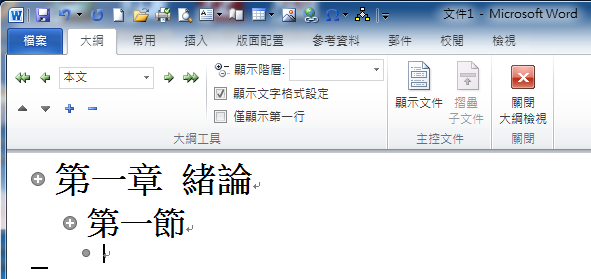 文件1 - Microsoft Word
檔案 大綱 常用 插入 版面配置 參考資料 郵件 校閱 檢視
本文
顯示階層:
顯示文字格式設定
僅顯示第一行
大綱工具
顯示文件
摺疊
子文件
主控文件
關閉
大綱檢視
關閉
第一章 緒論
第一節